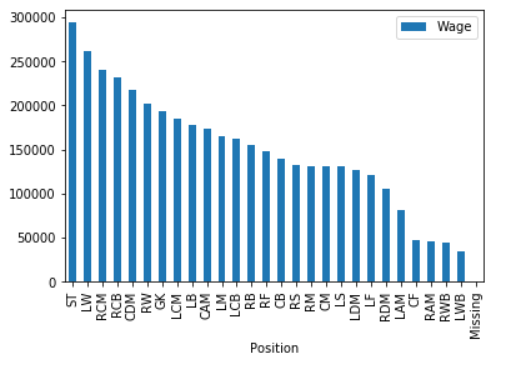 Wage
300000
250000
200000
150000
100000
50000
0
ST LW RCM RCB CDM RW GK LCM LB CAM LM LCB RB RF CB RS RM CM LS LDM LF RDM LAM CF RAM RWB LWB Missing
Position